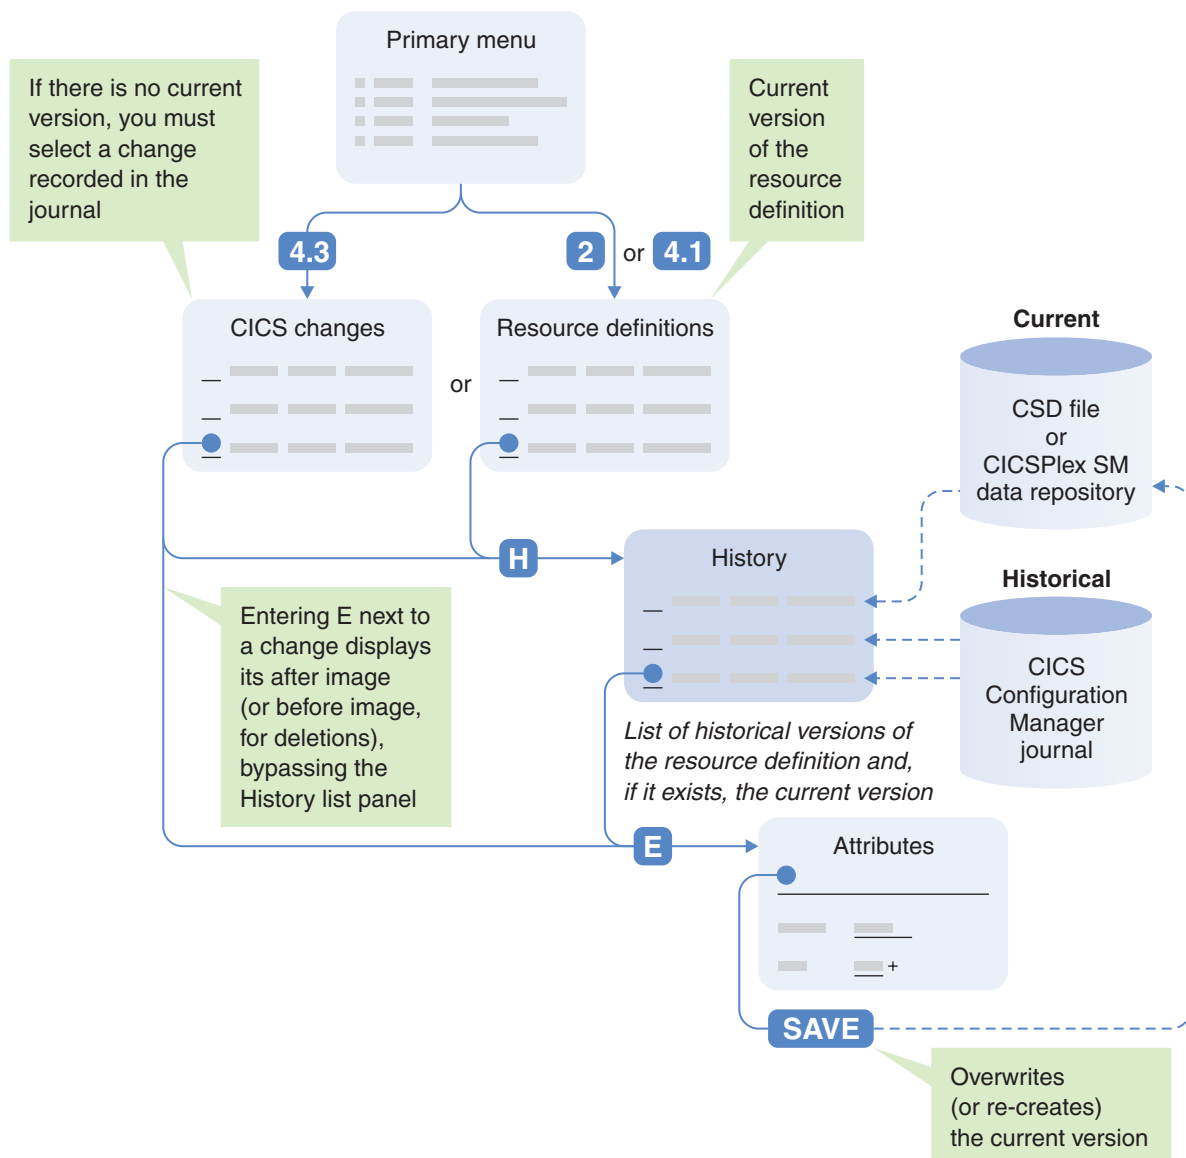 Primary menu
If there is no current
version, you must
select a change
recorded in the
journal
Current
version
of the
resource
definition
4.3
2 or 4.1
CICS changes
or
Resource definitions
Current
CSD file
or
CICSPlex SM
data repository
H
History
Historical
CICS
Configuration
Manager
journal
Entering E next to
a change displays
its after image
(or before image,
for deletions),
bypassing the
History list panel
List of historical versions of
the resource definition and,
if it exists, the current version
E
Attributes
+
SAVE
Overwrites
(or re-creates)
the current version